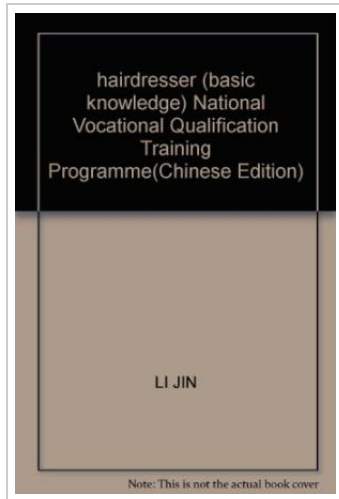 hairdresser (basic
knowledge) National
Vocational Qualification
Training
Programme(Chinese Edition)
LI JIN
Note: This is not the actual book cover